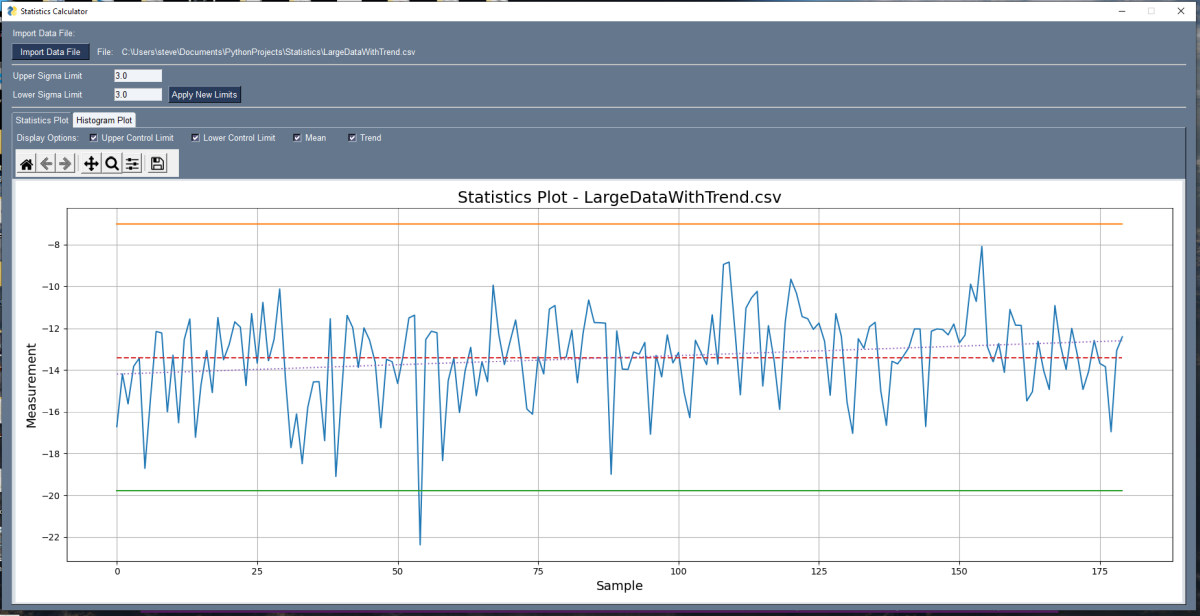 Statistics Calculator
Import Data File:
Import Data File File: C:\Users\steve\Documents\PythonProjects\Statistics\LargeDataWithTrend.csv
Upper Sigma Limit 3.0
Lower Sigma Limit 3.0 Apply New Limits
Statistics Plot Histogram Plot
Display Options: Upper Control Limit Lower Control Limit Mean Trend
Statistics Plot - LargeDataWithTrend.csv
−8
−10
−12
−14
−16
−18
−20
−22
Measurement
0 25 50 75 100 125 150 175
Sample